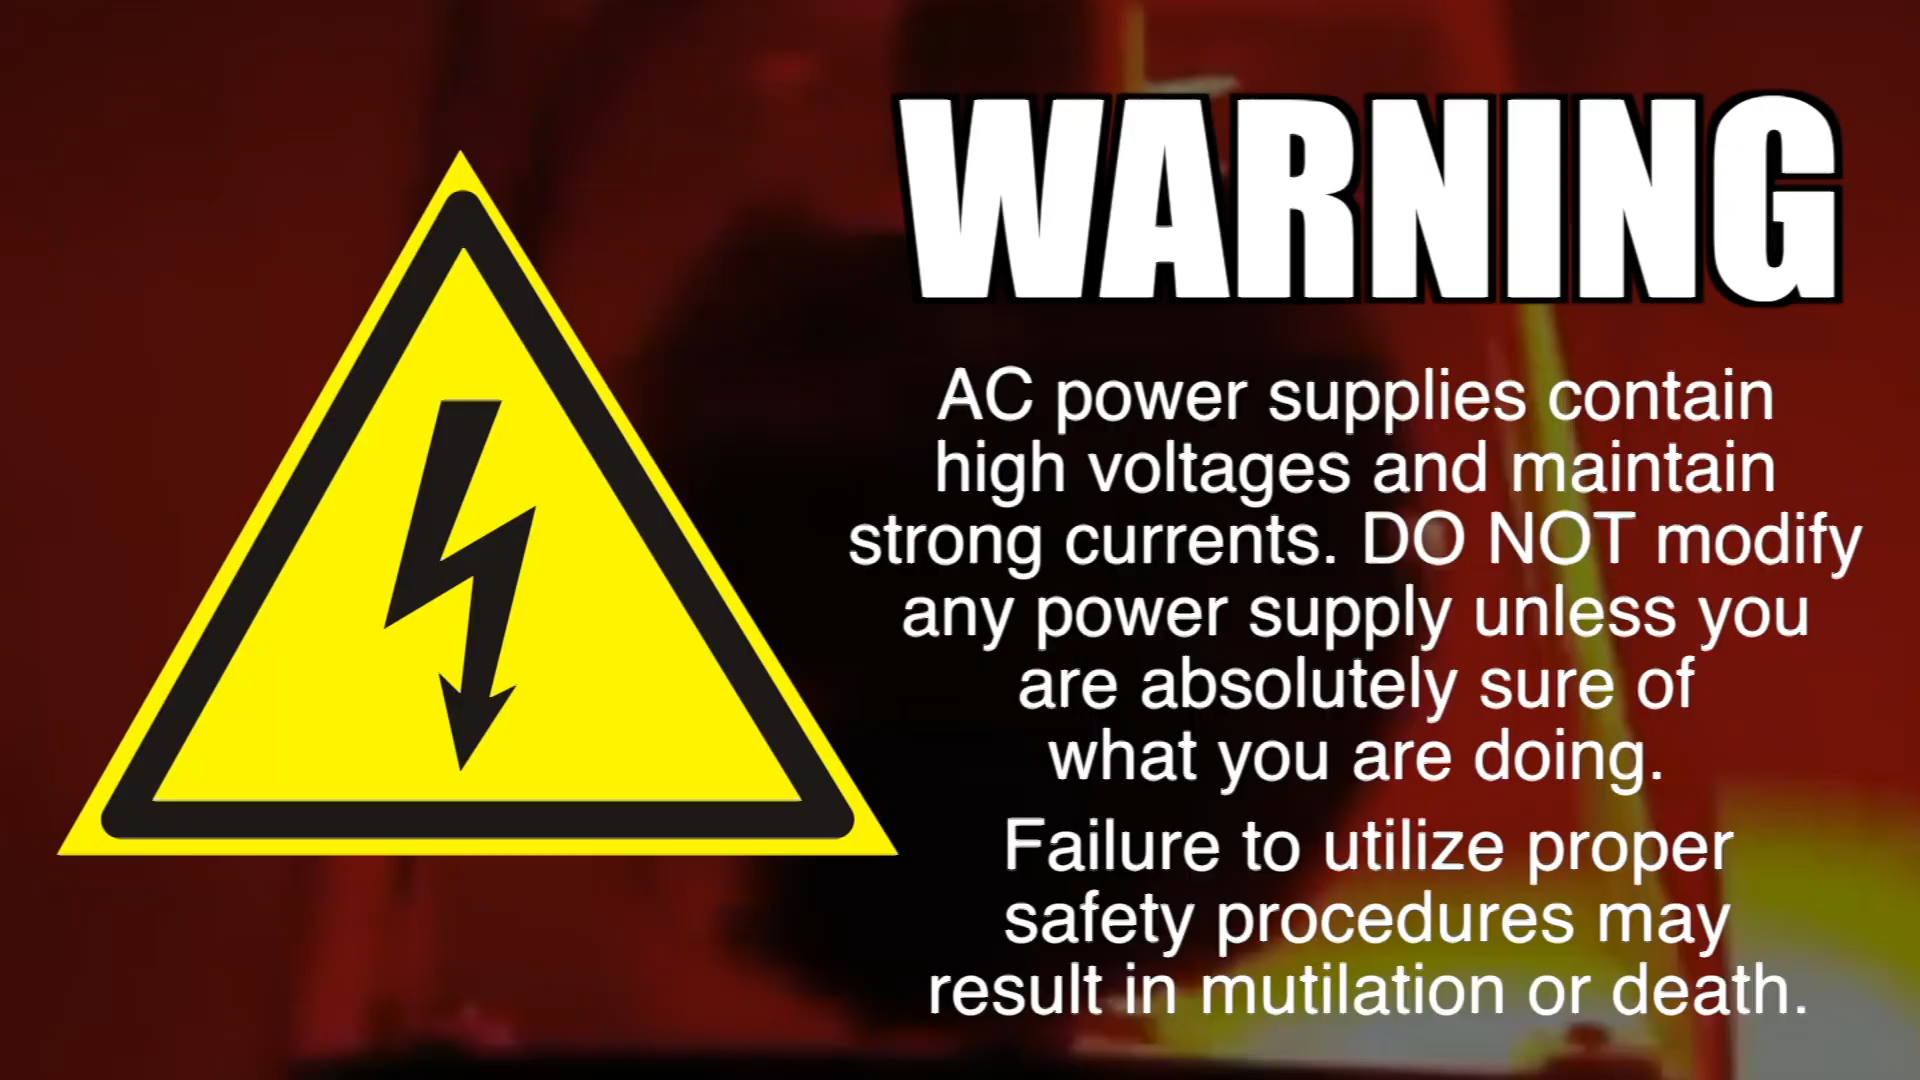 WARNING
AC power supplies contain
high voltages and maintain
strong currents. DO NOT modify
any power supply unless you
are absolutely sure of
what you are doing.
Failure to utilize proper
safety procedures may
result in mutilation or death.